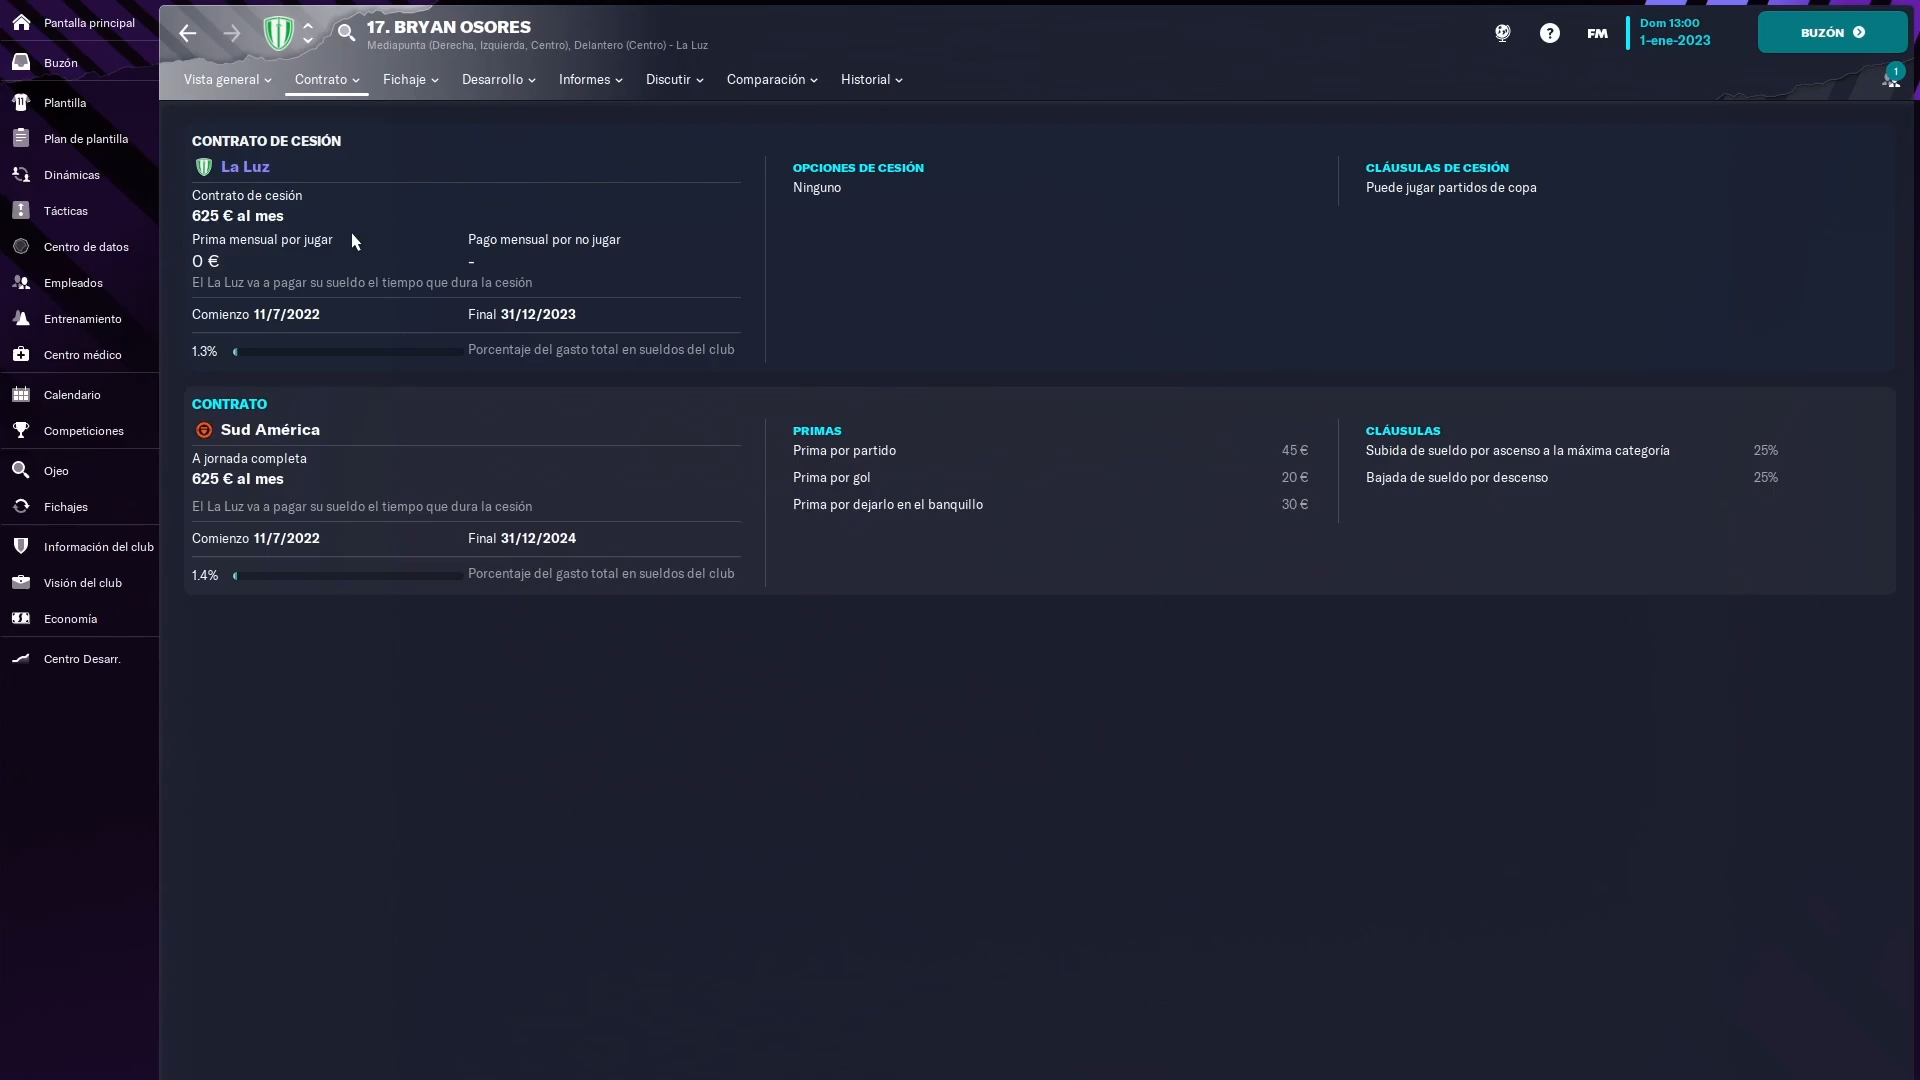 Pantalla principal
Buzón
Plantilla
Plan de plantilla
Dinámicas
Tácticas
Centro de datos
Empleados
Entrenamiento
Centro médico
Calendario
Competiciones
Ojeo
Fichajes
Información del club
Visión del club
Economía
Centro Desarr.
17. BRYAN OSORES
Mediapunta (Derecha, Izquierda, Centro), Delantero (Centro) - La Luz
FM
Dom 13:00
1-ene-2023
BUZÓN
1
Vista general Contrato Fichaje Desarrollo Informes Discutir Comparación Historial
CONTRATO DE CESIÓN
La Luz
Contrato de cesión
625 € al mes
Prima mensual por jugar Pago mensual por no jugar
0 € -
El La Luz va a pagar su sueldo el tiempo que dura la cesión
Comienzo 11/7/2022 Final 31/12/2023
1.3% Porcentaje del gasto total en sueldos del club
OPCIONES DE CESIÓN
Ninguno
CLÁUSULAS DE CESIÓN
Puede jugar partidos de copa
CONTRATO
Sud América
A jornada completa
625 € al mes
El La Luz va a pagar su sueldo el tiempo que dura la cesión
Comienzo 11/7/2022 Final 31/12/2024
1.4% Porcentaje del gasto total en sueldos del club
PRIMAS
Prima por partido 45 €
Prima por gol 20 €
Prima por dejarlo en el banquillo 30 €
CLÁUSULAS
Subida de sueldo por ascenso a la máxima categoría 25%
Bajada de sueldo por descenso 25%